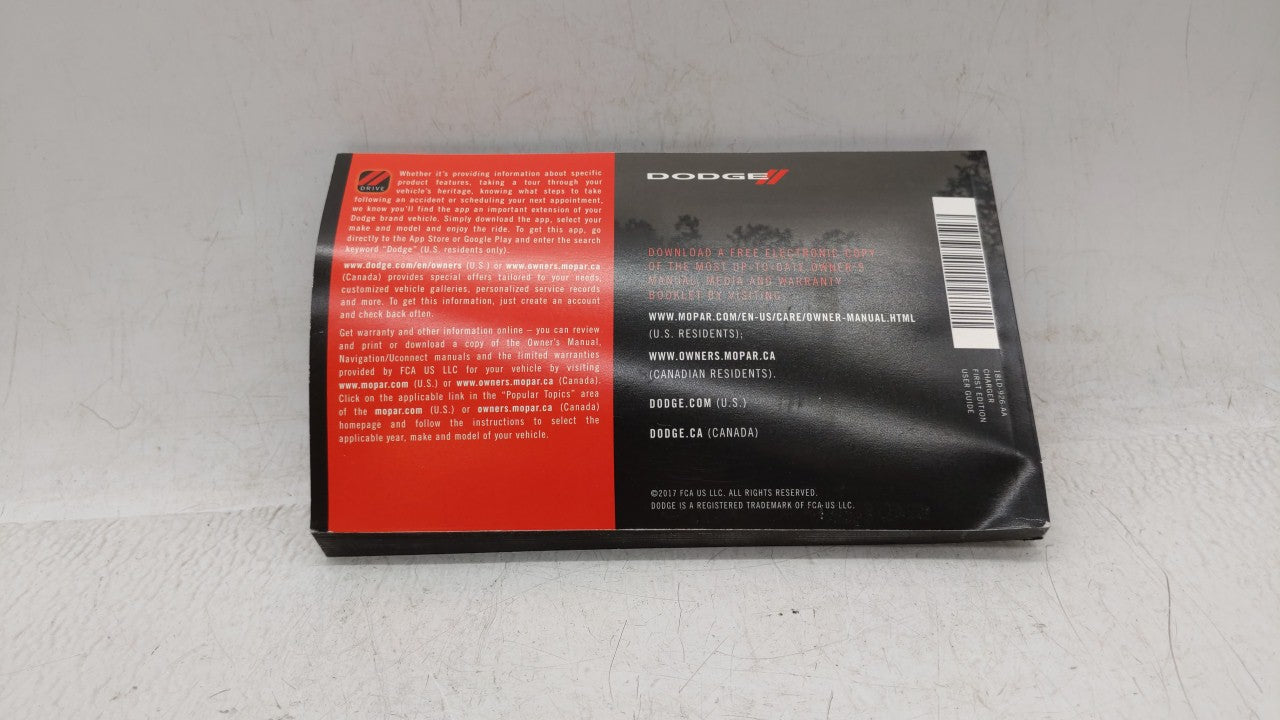 DRIVE
Whether it's providing information about specific
product features, taking a tour through your
vehicle's heritage, knowing what steps to take
following an accident or scheduling your next appointment,
we know you'll find the app an important extension of your
Dodge brand vehicle. Simply download the app, select your
make and model and enjoy the ride. To get this app, go
directly to the App Store or Google Play and enter the search
keyword "Dodge" (U.S. residents only).
www.dodge.com/en/owners (U.S.) or www.owners.mopar.ca
(Canada) provides special offers tailored to your needs,
customized vehicle galleries, personalized service records
and more. To get this information, just create an account
and check back often.
Get warranty and other information online – you can review
and print or download a copy of the Owner's Manual,
Navigation/Uconnect manuals and the limited warranties
provided by FCA US LLC for your vehicle by visiting
www.mopar.com (U.S.) or www.owners.mopar.ca (Canada).
Click on the applicable link in the "Popular Topics" area
of the mopar.com (U.S.) or owners.mopar.ca (Canada)
homepage and follow the instructions to select the
applicable year, make and model of your vehicle.
DODGE
DOWNLOAD A FREE ELECTRONIC COPY
OF THE MOST UP-TO-DATE OWNER'S
MANUAL, MEDIA AND WARRANTY
BOOKLET BY VISITING:
WWW.MOPAR.COM/EN-US/CARE/OWNER-MANUAL.HTML
(U.S. RESIDENTS);
WWW.OWNERS.MOPAR.CA
(CANADIAN RESIDENTS).
DODGE.COM (U.S.)
DODGE.CA (CANADA)
©2017 FCA US LLC. ALL RIGHTS RESERVED.
DODGE IS A REGISTERED TRADEMARK OF FCA US LLC.
18LD-926-AA
CHARGER
FIRST EDITION
USER GUIDE